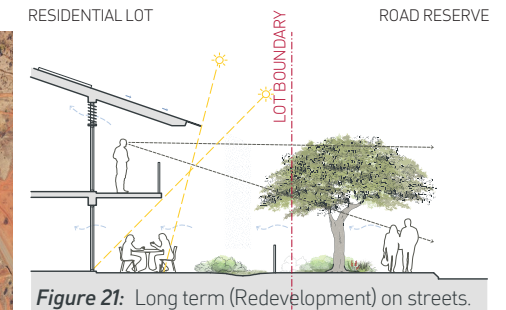 RESIDENTIAL LOT
ROAD RESERVE
LOT BOUNDARY
Figure 21: Long term (Redevelopment) on streets.